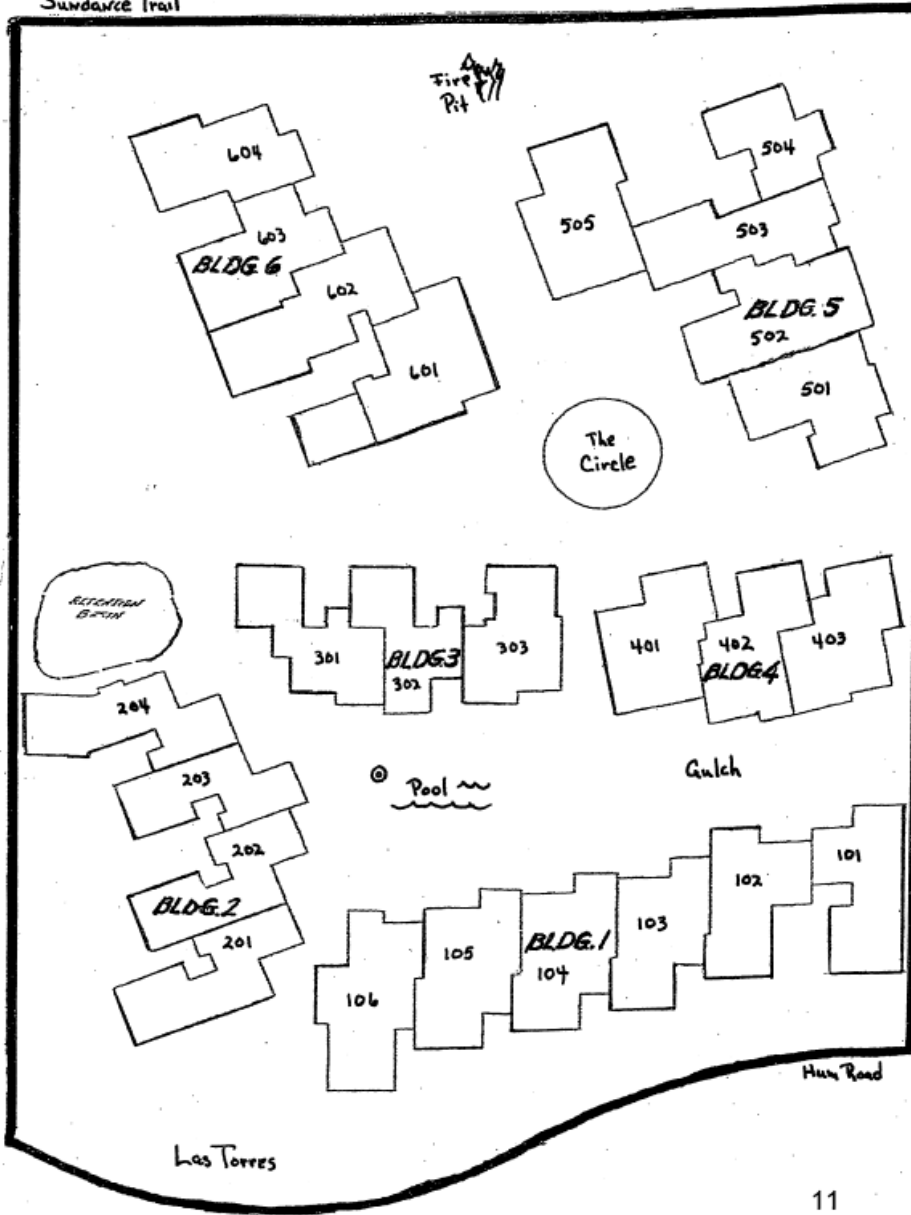 Sundance Trail
Fire
Pit
604
504
505
603
503
BLDG 6
602
BLDG. 5
502
601
501
The
Circle
RETENTION
BASIN
301
BLDG.3
302
303
401
402
BLDG.4
403
204
203
Pool
Gulch
202
101
102
BLDG.2
201
103
BLDG.1
104
105
106
Hum Road
Las Torres
11